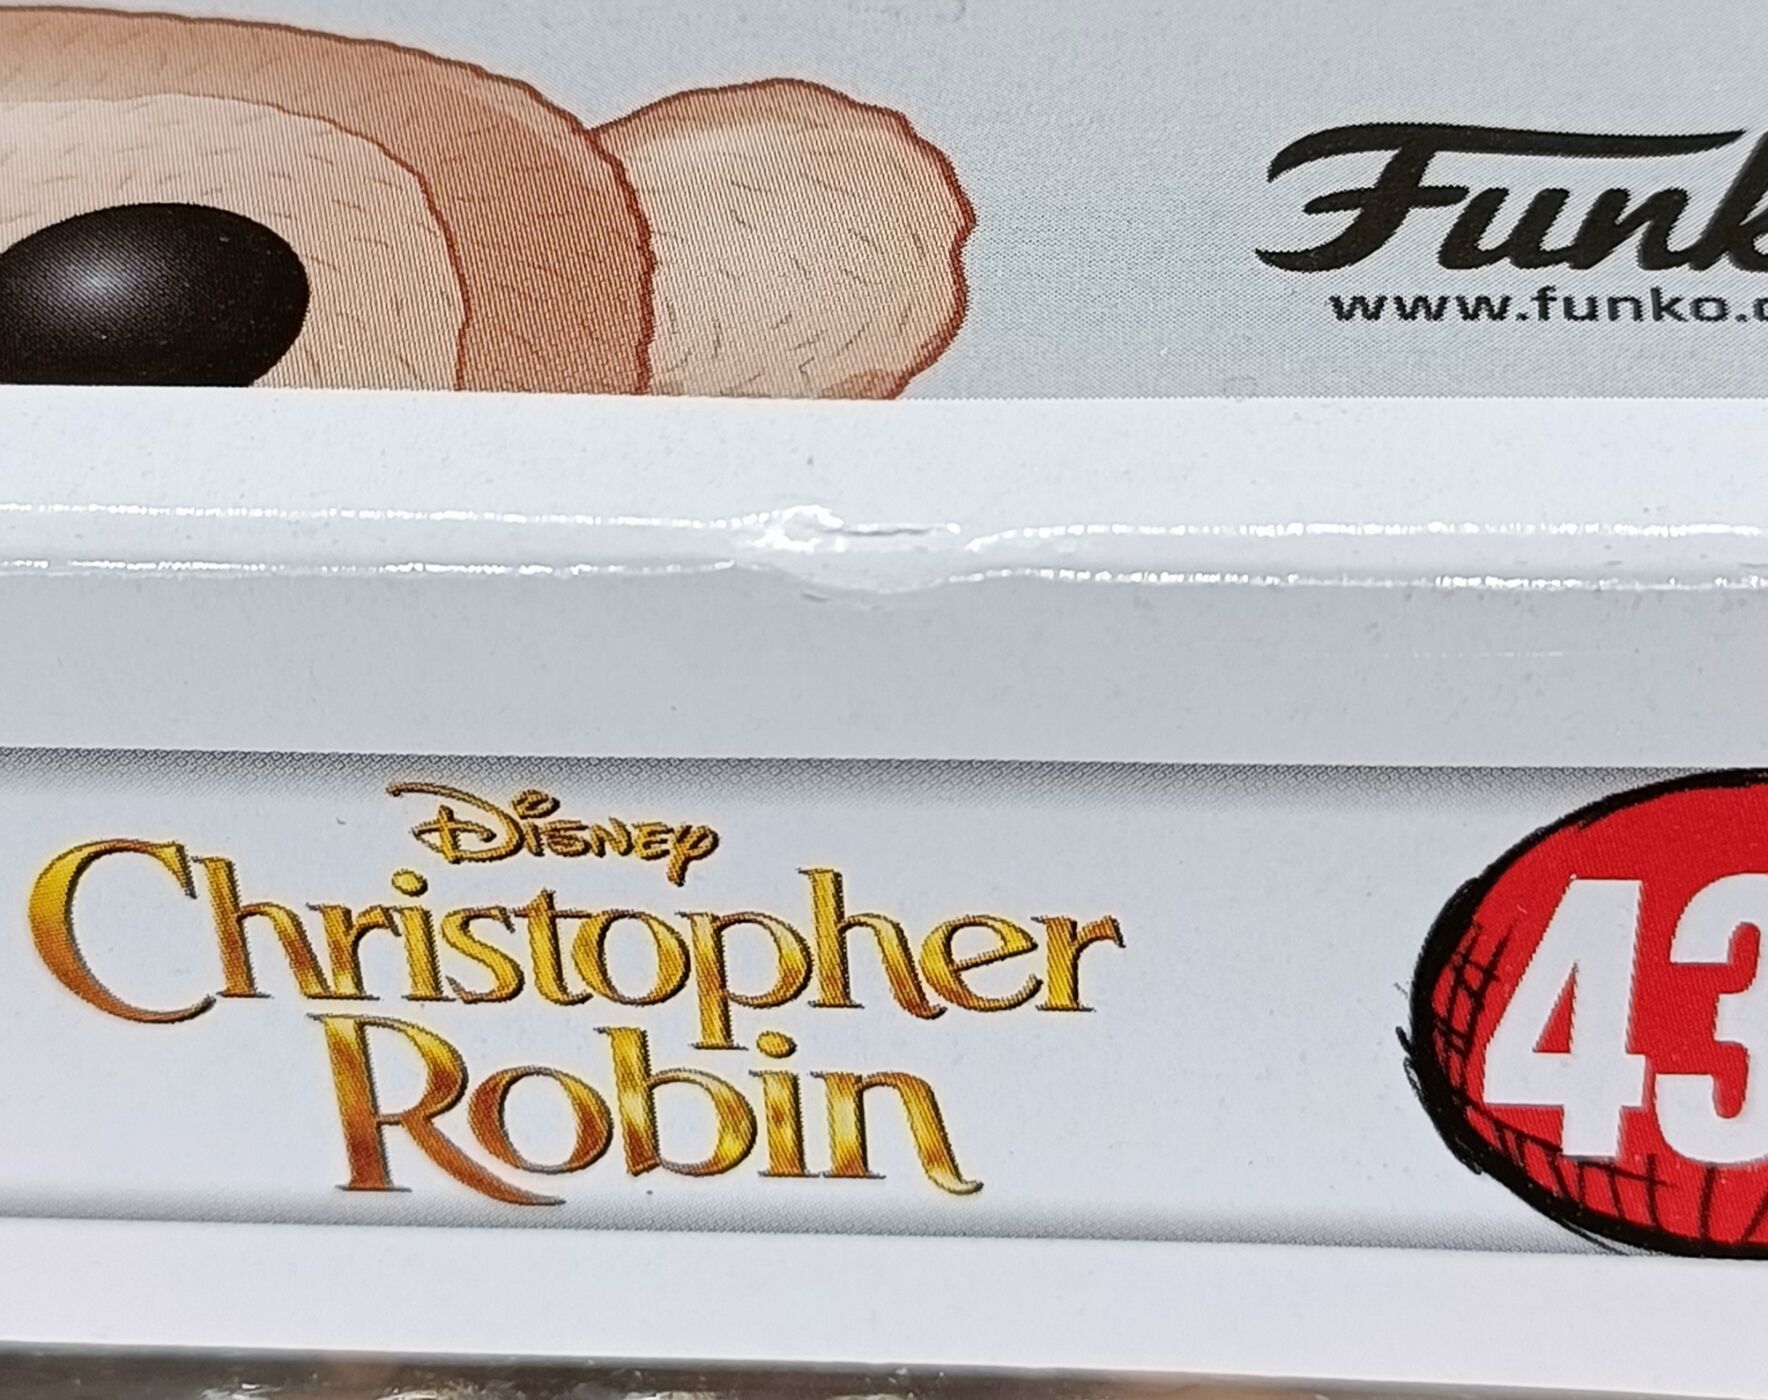 Funk
www.funko.c
Disney
Christopher
Robin
43